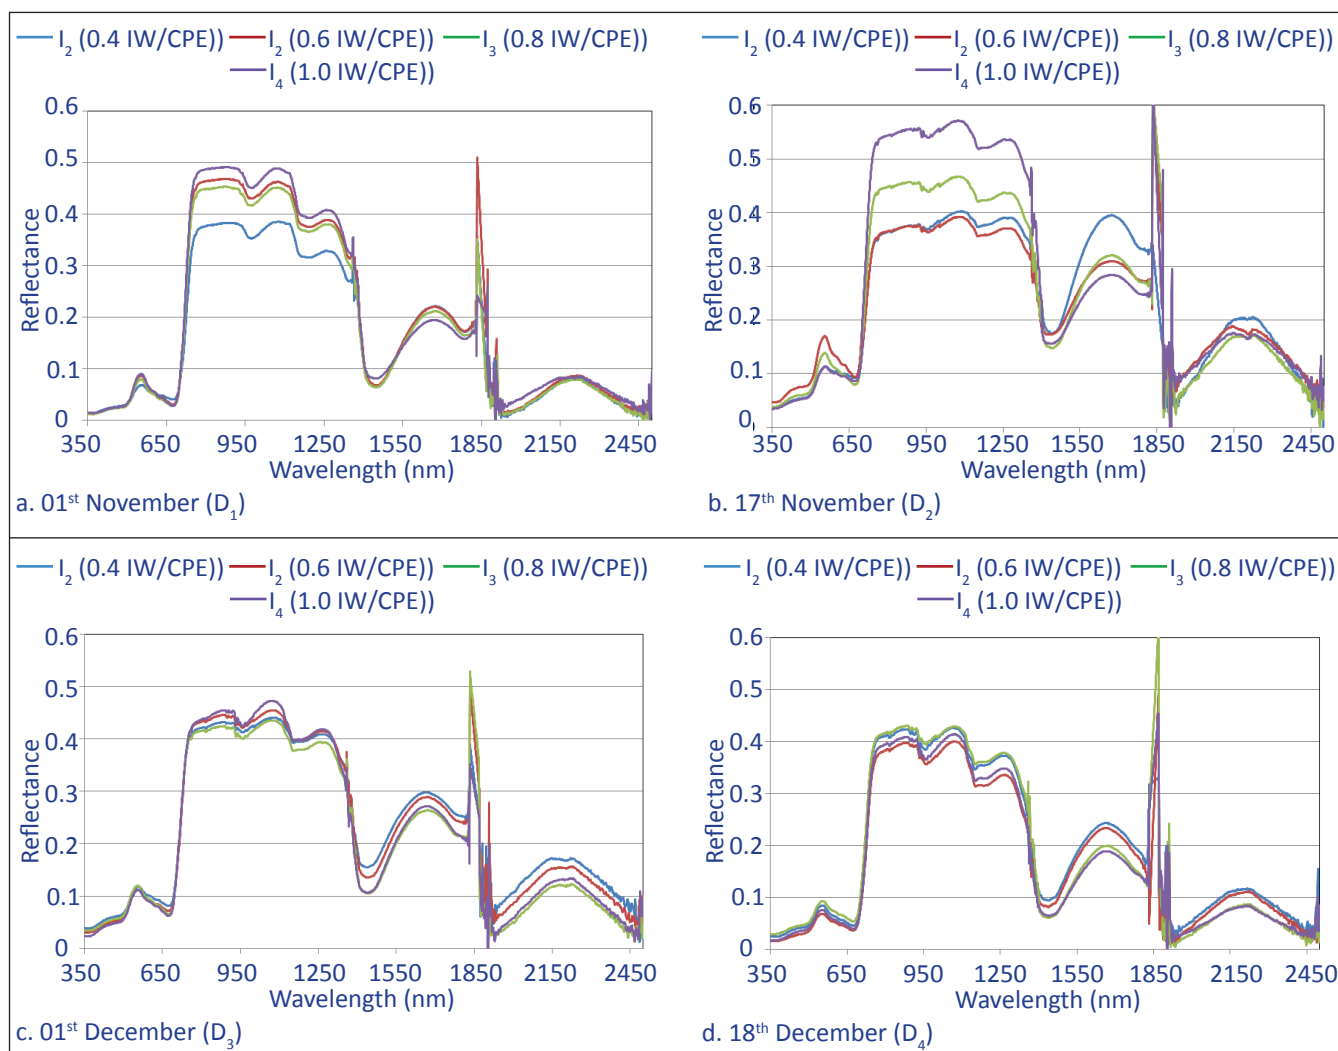 I2 (0.4 IW/CPE)) I2 (0.6 IW/CPE)) I3 (0.8 IW/CPE))
I4 (1.0 IW/CPE))
0.6
0.5
0.4
0.3
0.2
0.1
0
Reflectance
350 650 950 1250 1550 1850 2150 2450
Wavelength (nm)
a. 01st November (D1)
I2 (0.4 IW/CPE)) I2 (0.6 IW/CPE)) I3 (0.8 IW/CPE))
I4 (1.0 IW/CPE))
0.6
0.5
0.4
0.3
0.2
0.1
0
Reflectance
350 650 950 1250 1550 1850 2150 2450
Wavelength (nm)
b. 17th November (D2)
I2 (0.4 IW/CPE)) I2 (0.6 IW/CPE)) I3 (0.8 IW/CPE))
I4 (1.0 IW/CPE))
0.6
0.5
0.4
0.3
0.2
0.1
0
Reflectance
350 650 950 1250 1550 1850 2150 2450
Wavelength (nm)
c. 01st December (D3)
I2 (0.4 IW/CPE)) I2 (0.6 IW/CPE)) I3 (0.8 IW/CPE))
I4 (1.0 IW/CPE))
0.6
0.5
0.4
0.3
0.2
0.1
0
Reflectance
350 650 950 1250 1550 1850 2150 2450
Wavelength (nm)
d. 18th December (D4)